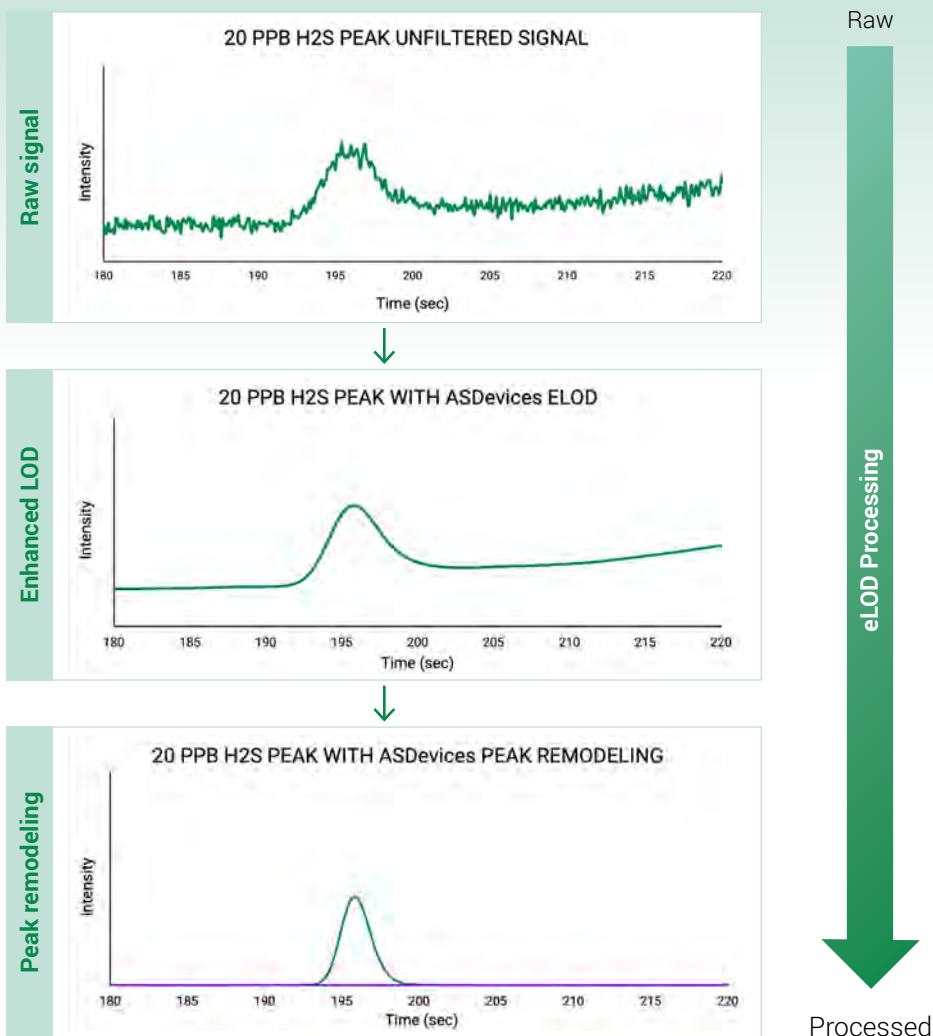 Raw
Raw signal
20 PPB H2S PEAK UNFILTERED SIGNAL
Intensity
180 185 190 195 200 205 210 215 220
Time (sec)
Enhanced LOD
20 PPB H2S PEAK WITH ASDevices ELOD
Intensity
180 185 190 195 200 205 210 215 220
Time (sec)
eLOD Processing
Peak remodeling
20 PPB H2S PEAK WITH ASDevices PEAK REMODELING
Intensity
180 185 190 195 200 205 210 215 220
Time (sec)
Processed